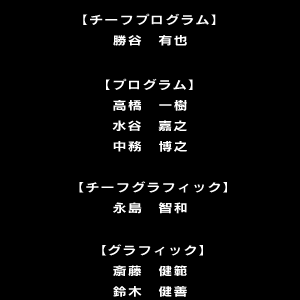 【チーフプログラム】
勝谷　有也
【プログラム】
高橋　一樹
水谷　嘉之
中務　博之
【チーフグラフィック】
永島　智和
【グラフィック】
斎藤　健範
鈴木　健善